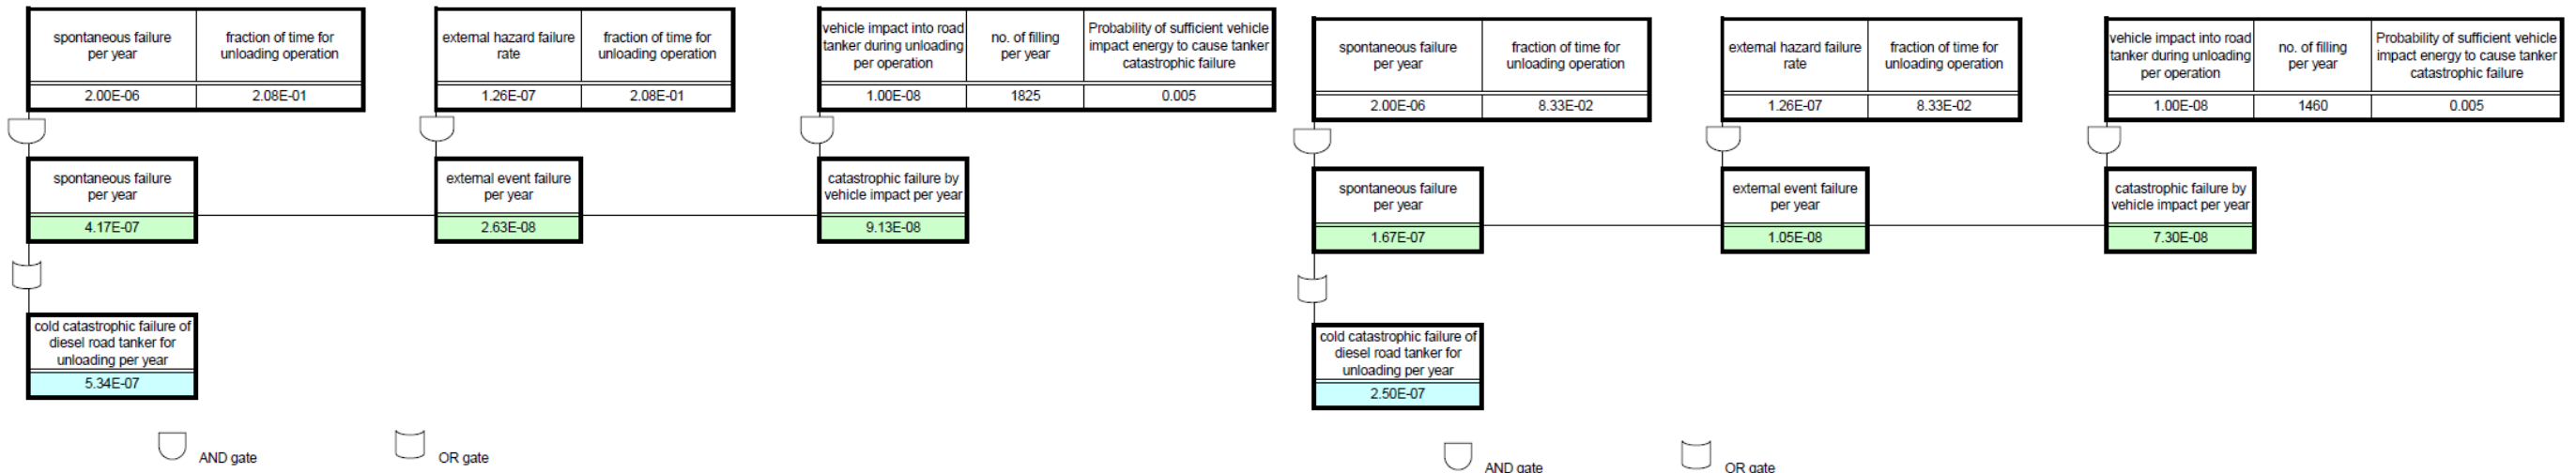 spontaneous failure
per year
fraction of time for
unloading operation
2.00E-06
2.08E-01
external hazard failure
rate
fraction of time for
unloading operation
1.26E-07
2.08E-01
vehicle impact into road
tanker during unloading
per operation
no. of filling
per year
Probability of sufficient vehicle
impact energy to cause tanker
catastrophic failure
1.00E-08
1825
0.005
spontaneous failure
per year
4.17E-07
external event failure
per year
2.63E-08
catastrophic failure by
vehicle impact per year
9.13E-08
cold catastrophic failure of
diesel road tanker for
unloading per year
5.34E-07
AND gate
OR gate
spontaneous failure
per year
fraction of time for
unloading operation
2.00E-06
8.33E-02
external hazard failure
rate
fraction of time for
unloading operation
1.26E-07
8.33E-02
vehicle impact into road
tanker during unloading
per operation
no. of filling
per year
Probability of sufficient vehicle
impact energy to cause tanker
catastrophic failure
1.00E-08
1460
0.005
spontaneous failure
per year
1.67E-07
external event failure
per year
1.05E-08
catastrophic failure by
vehicle impact per year
7.30E-08
cold catastrophic failure of
diesel road tanker for
unloading per year
2.50E-07
AND gate
OR gate